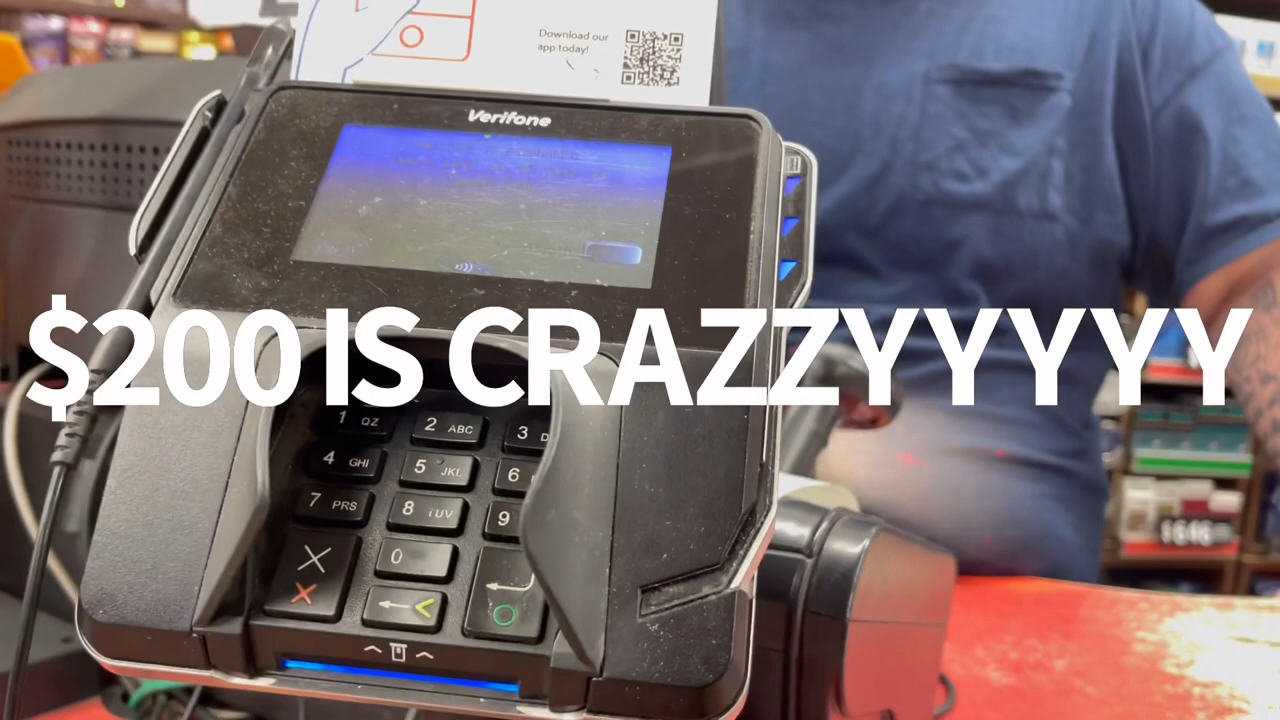 Download our
app today!
Verifone
$200 IS CRAZZYYYYYY
1 QZ
2 ABC
3 D
4 GHI
5 JKL
6
7 PRS
8 TUV
9
0